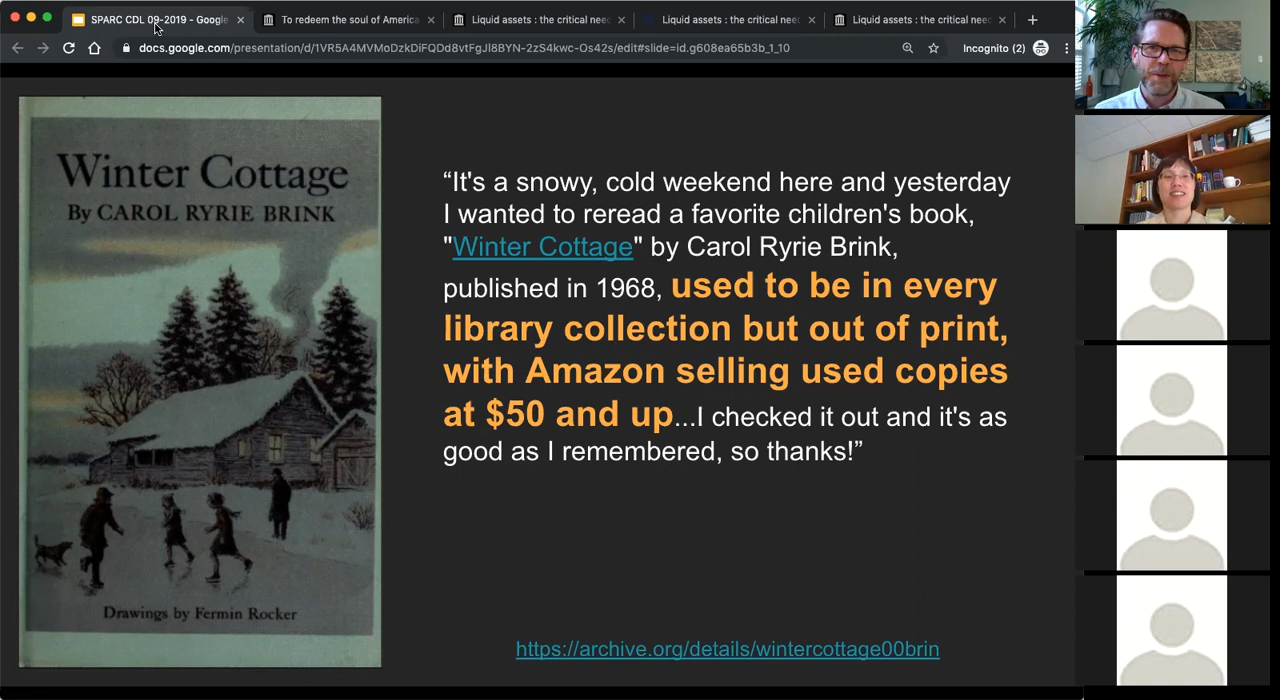 SPARC CDL 09-2019 - Google
To redeem the soul of America
Liquid assets : the critical need
Liquid assets : the critical need
Liquid assets : the critical need
docs.google.com/presentation/d/1VR5A4MVMoDzkDiFQDd8vtFgJI8BYN-2zS4kwc-Os42s/edit#slide=id.g608ea65b3b_1_10
Incognito (2)
Winter Cottage
By CAROL RYRIE BRINK
Drawings by Fermin Rocker
“It's a snowy, cold weekend here and yesterday
I wanted to reread a favorite children's book,
"Winter Cottage" by Carol Ryrie Brink,
published in 1968, used to be in every
library collection but out of print,
with Amazon selling used copies
at $50 and up...I checked it out and it's as
good as I remembered, so thanks!”
https://archive.org/details/wintercottage00brin